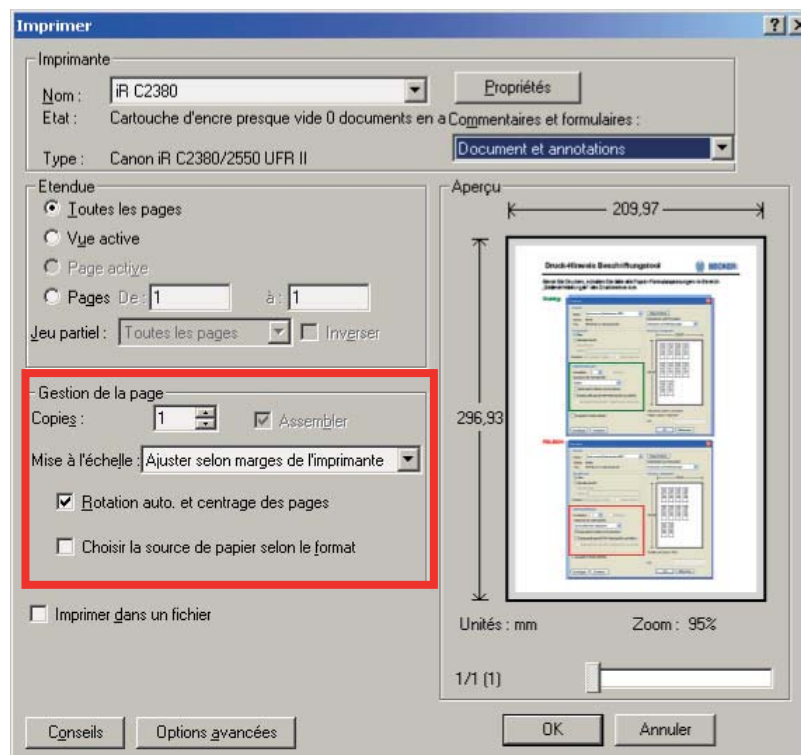 Imprimer
Imprimante
Nom : iR C2380 Propriétés
Etat : Cartouche d'encre presque vide 0 documents en a Commentaires et formulaires :
Type : Canon iR C2380/2550 UFR II Document et annotations
Etendue
Toutes les pages
Vue active
Page active
Pages De : 1 à : 1
Jeu partiel : Toutes les pages Inverser
Gestion de la page
Copies : 1 Assembler
Mise à l'échelle : Ajuster selon marges de l'imprimante
Rotation auto. et centrage des pages
Choisir la source de papier selon le format
Imprimer dans un fichier
Aperçu
209,97
296,93
Druck-Hinweis Beschriftungstool BECKER
Unités : mm Zoom : 95%
1/1 (1)
Conseils Options avancées OK Annuler